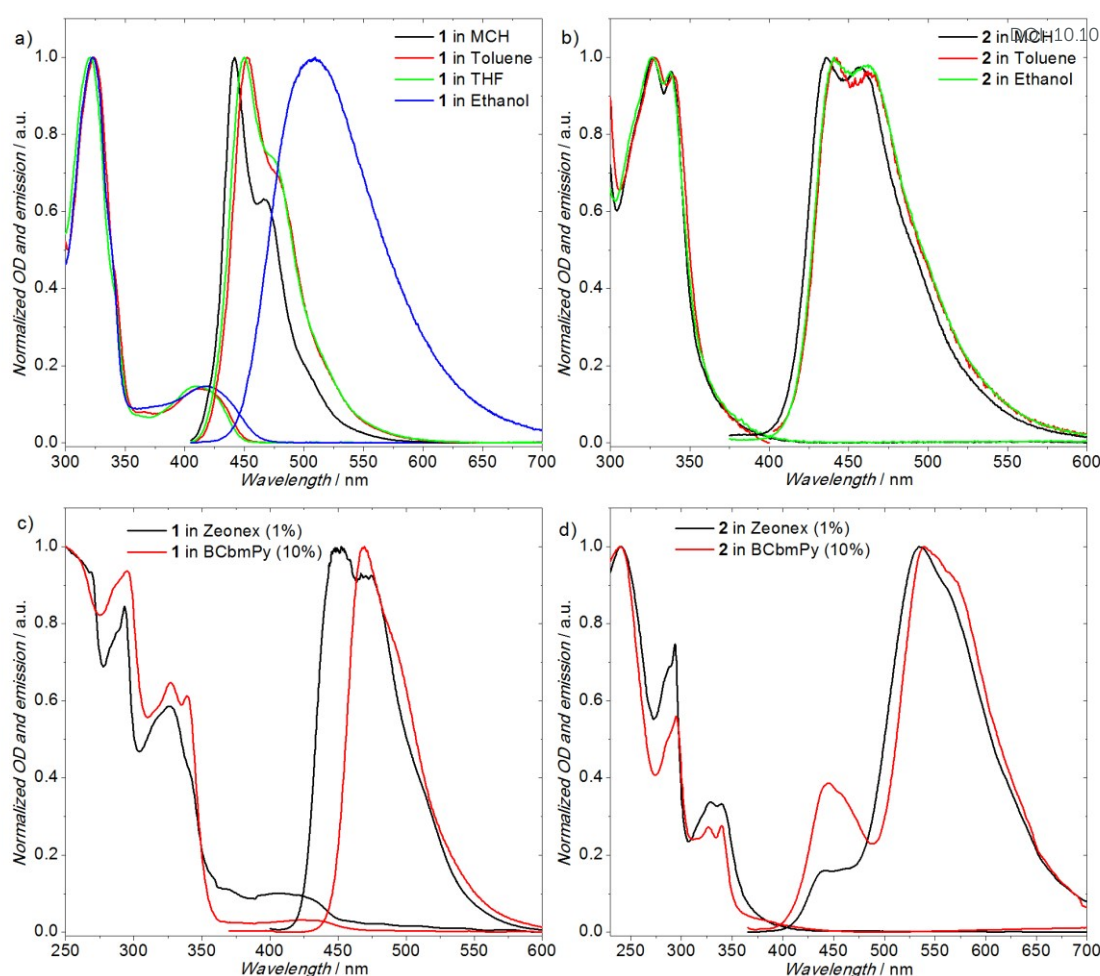 DOI: 10.10
a)
1 in MCH
1 in Toluene
1 in THF
1 in Ethanol
Normalized OD and emission / a.u.
1.0
0.8
0.6
0.4
0.2
0.0
300 350 400 450 500 550 600 650 700
Wavelength / nm
b)
2 in MCH
2 in Toluene
2 in Ethanol
Normalized OD and emission / a.u.
1.0
0.8
0.6
0.4
0.2
0.0
300 350 400 450 500 550 600
Wavelength / nm
c)
1 in Zeonex (1%)
1 in BCbmPy (10%)
Normalized OD and emission / a.u.
1.0
0.8
0.6
0.4
0.2
0.0
250 300 350 400 450 500 550 600
Wavelength / nm
d)
2 in Zeonex (1%)
2 in BCbmPy (10%)
Normalized OD and emission / a.u.
1.0
0.8
0.6
0.4
0.2
0.0
250 300 350 400 450 500 550 600 650 700
Wavelength / nm